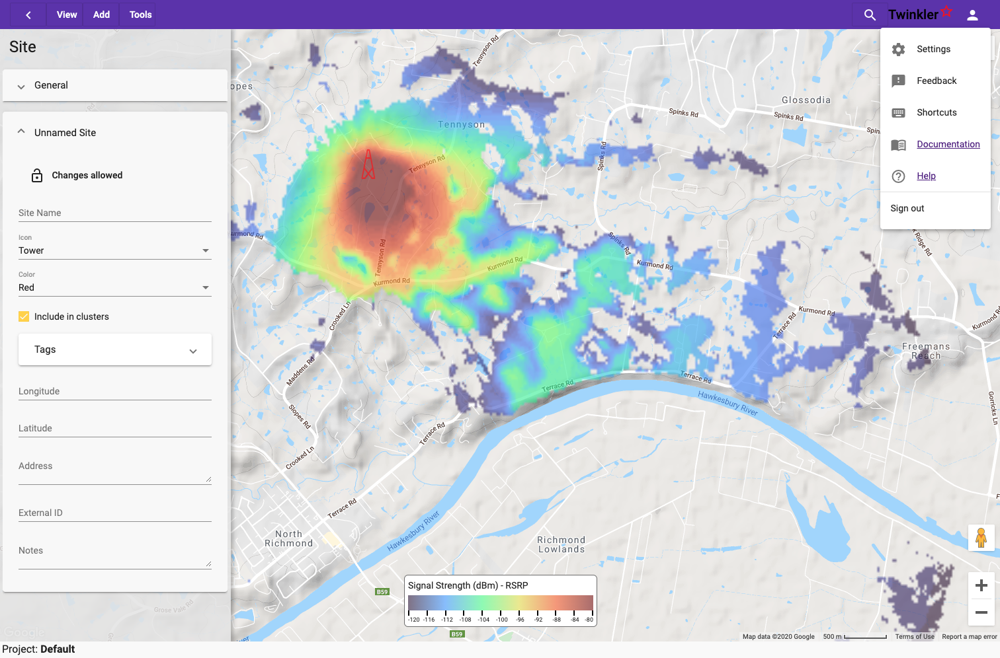 View Add Tools
Twinkler
Site
General
Unnamed Site
Changes allowed
Site Name
Icon
Tower
Color
Red
Include in clusters
Tags
Longitude
Latitude
Address
External ID
Notes
Grose Vale Rd
Google
Project: Default
Settings
Feedback
Shortcuts
Documentation
Help
Sign out
Tennyson Rd
opes
Glossodia
Spinks Rd
Spinks Rd
Spin
Tennyson
Spinks Rd
Tennyson Rd
urmond Rd
Spinks Rd
k Ridge Rd
Tennyson Rd
Kurmond Rd
Kurmond Rd
Kurmond Rd
Crooked Ln
Kurmond Rd
Kurmond Rd
Terrace Rd
Freemans
Reach
Maddens Rd
Terrace Rd
Terrace Rd
Hawkesbury River
Gorricks Ln
Slopes Rd
Terrace Rd
Crooked Ln
Terrace Rd
North
Richmond
Hawkesbury River
Richmond
Lowlands
B59
B59
Signal Strength (dBm) - RSRP
-120 -116 -112 -108 -104 -100 -96 -92 -88 -84 -80
Map data ©2020 Google 500 m Terms of Use Report a map error